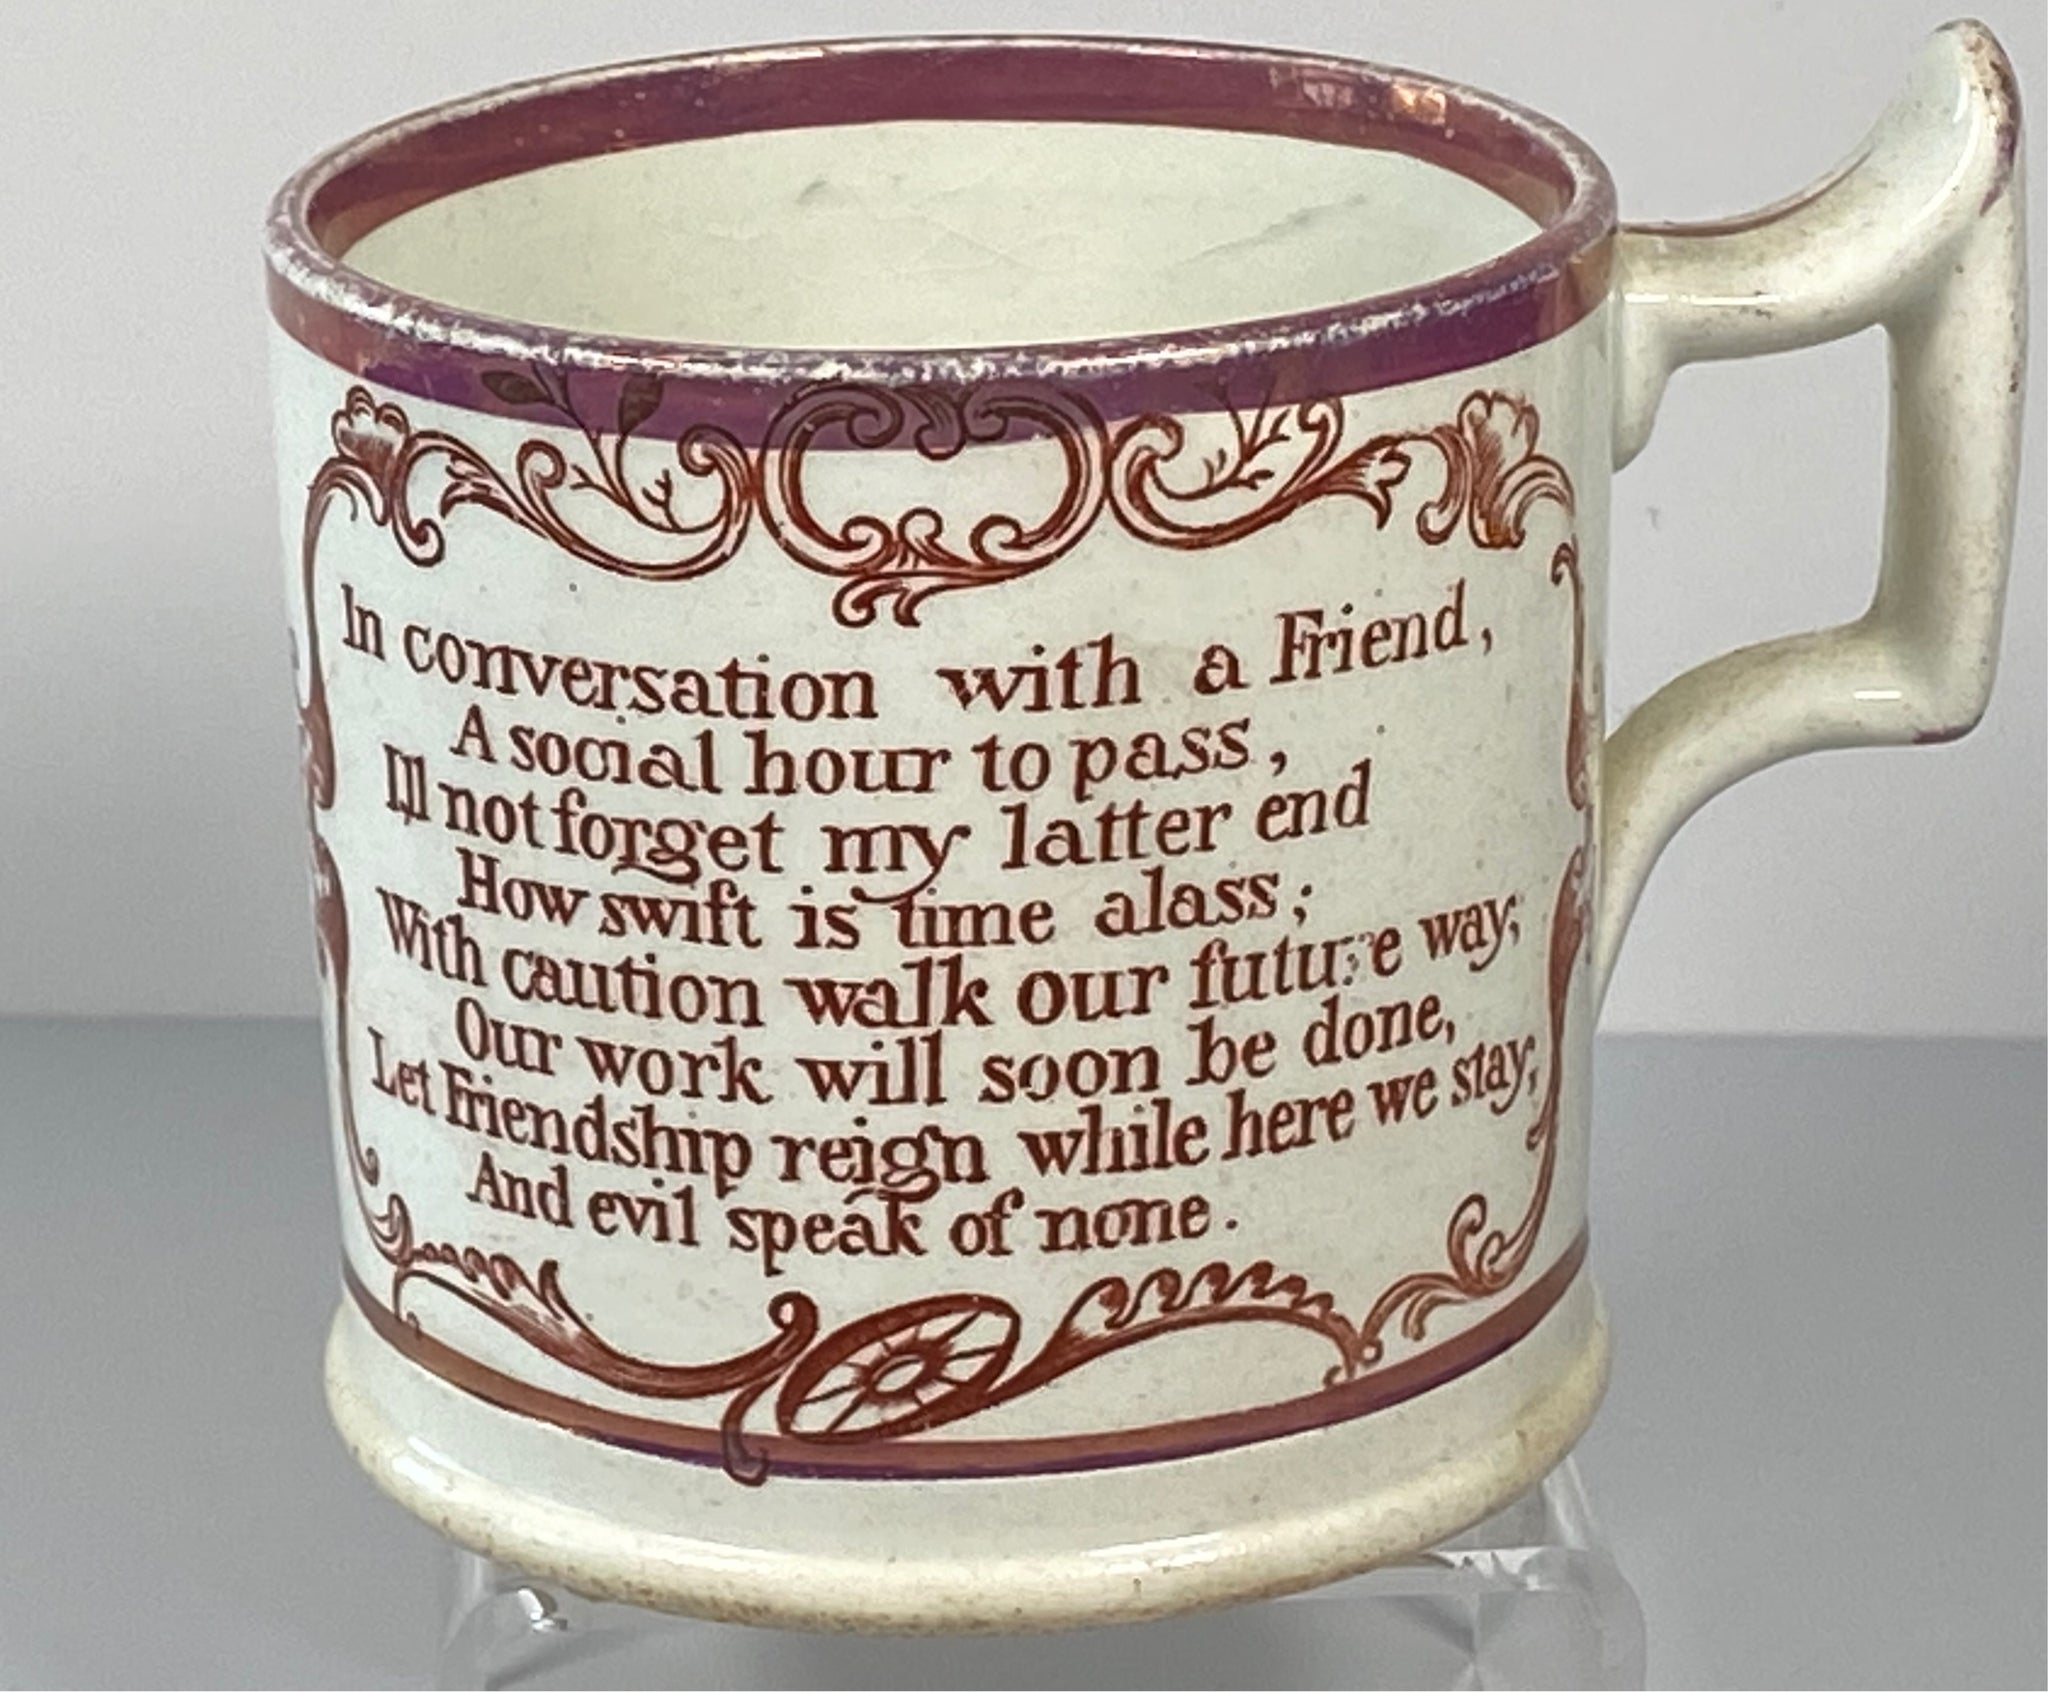 In conversation with a Friend,
A social hour to pass,
I,ll not forget my latter end
How swift is time alass;
With caution walk our future way;
Our work will soon be done,
Let Friendship reign while here we stay;
And evil speak of none.